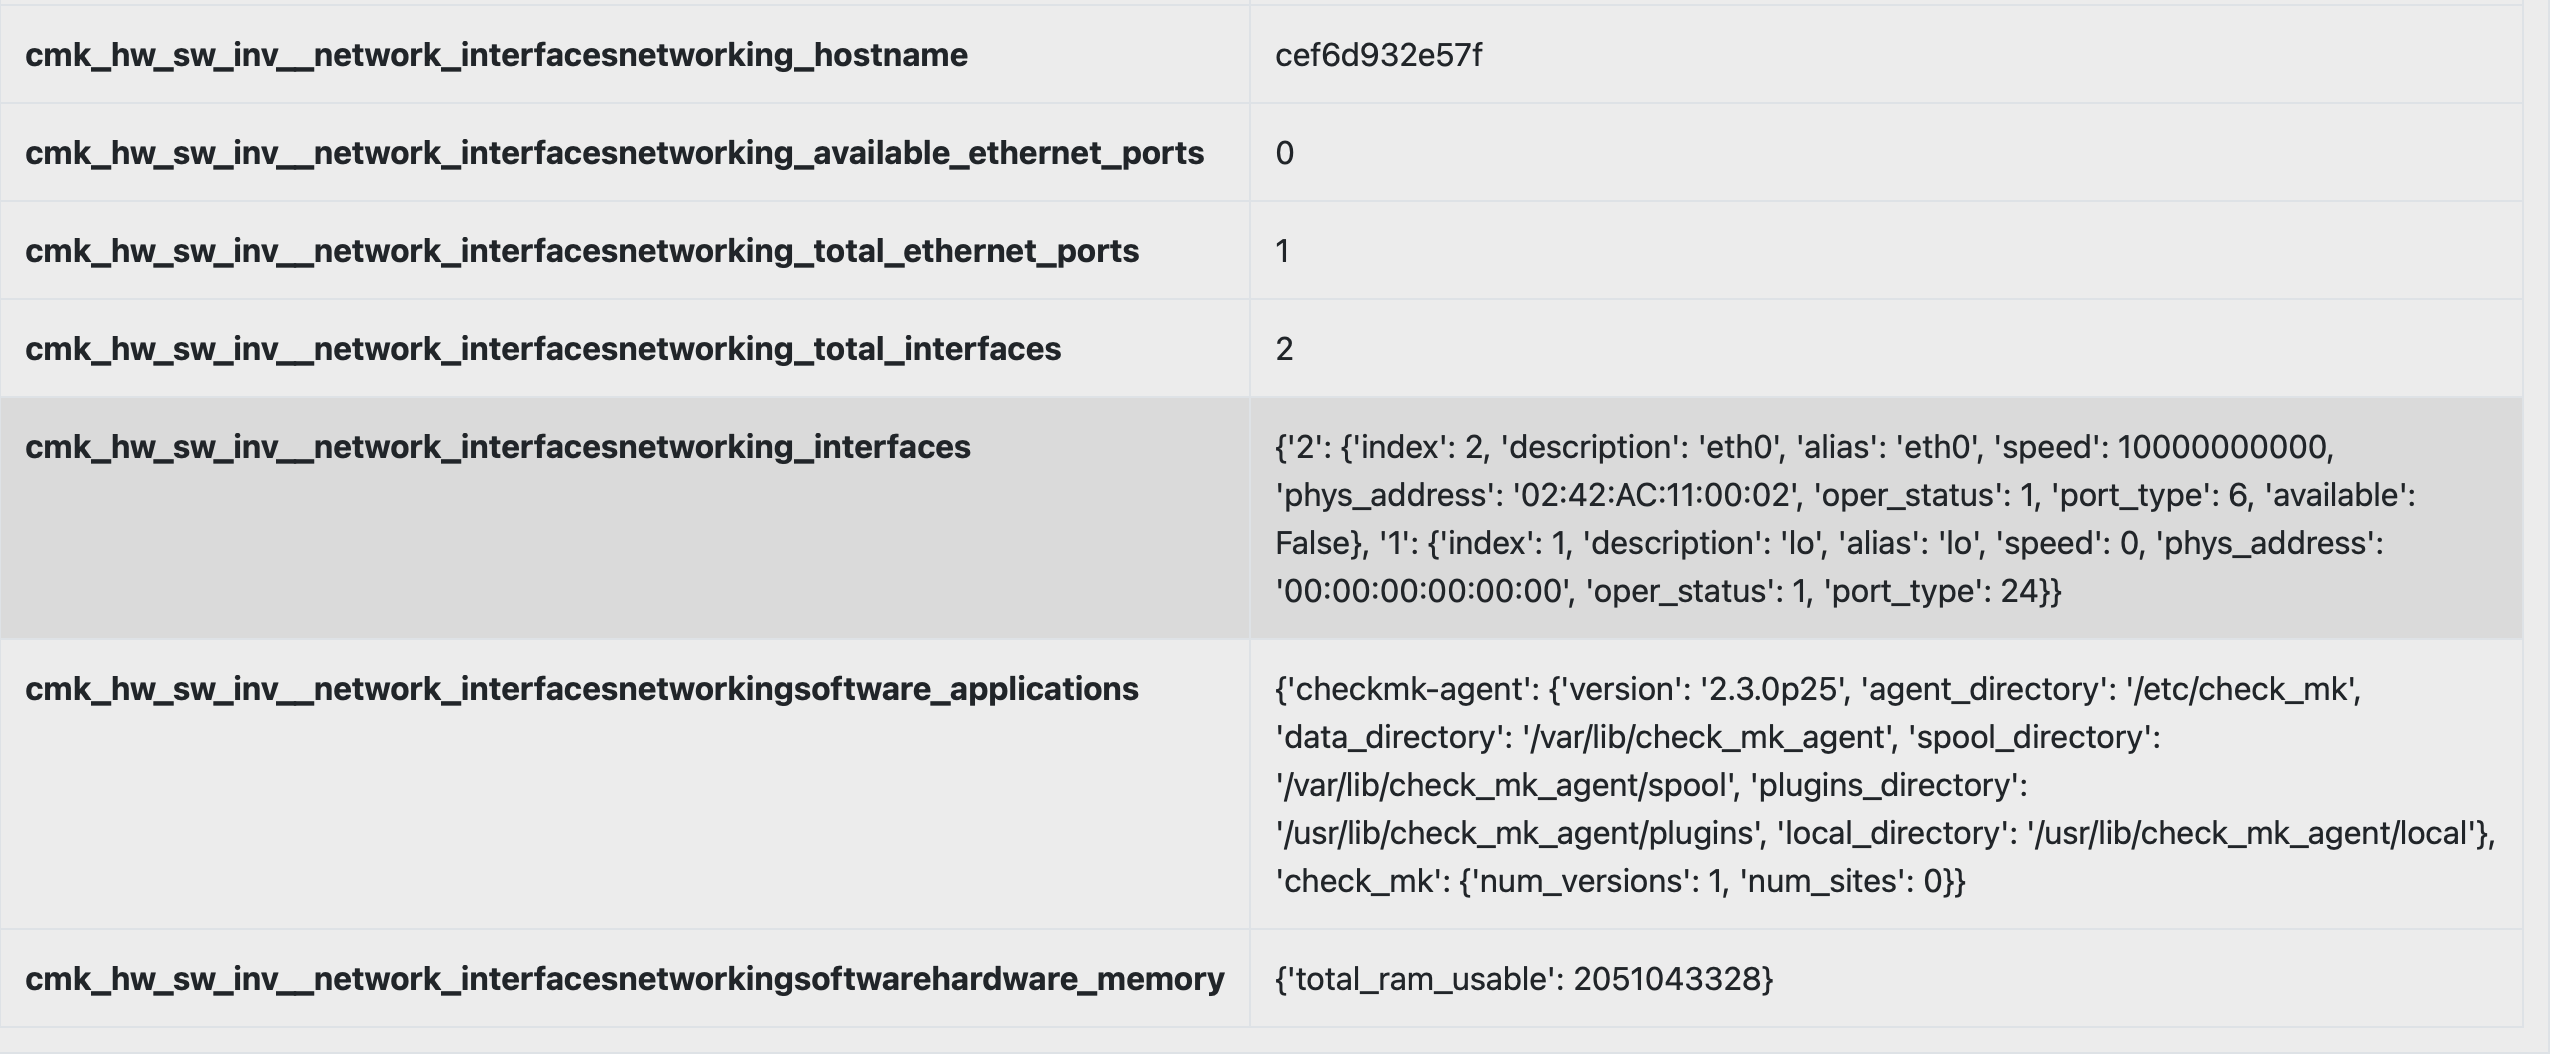 cmk_hw_sw_inv__network_interfacesnetworking_hostname
cef6d932e57f
cmk_hw_sw_inv__network_interfacesnetworking_available_ethernet_ports
0
cmk_hw_sw_inv__network_interfacesnetworking_total_ethernet_ports
1
cmk_hw_sw_inv__network_interfacesnetworking_total_interfaces
2
cmk_hw_sw_inv__network_interfacesnetworking_interfaces
{'2': {'index': 2, 'description': 'eth0', 'alias': 'eth0', 'speed': 10000000000,
'phys_address': '02:42:AC:11:00:02', 'oper_status': 1, 'port_type': 6, 'available':
False}, '1': {'index': 1, 'description': 'lo', 'alias': 'lo', 'speed': 0, 'phys_address':
'00:00:00:00:00:00', 'oper_status': 1, 'port_type': 24}}
cmk_hw_sw_inv__network_interfacesnetworkingsoftware_applications
{'checkmk-agent': {'version': '2.3.0p25', 'agent_directory': '/etc/check_mk',
'data_directory': '/var/lib/check_mk_agent', 'spool_directory':
'/var/lib/check_mk_agent/spool', 'plugins_directory':
'/usr/lib/check_mk_agent/plugins', 'local_directory': '/usr/lib/check_mk_agent/local'},
'check_mk': {'num_versions': 1, 'num_sites': 0}}
cmk_hw_sw_inv__network_interfacesnetworkingsoftwarehardware_memory
{'total_ram_usable': 2051043328}